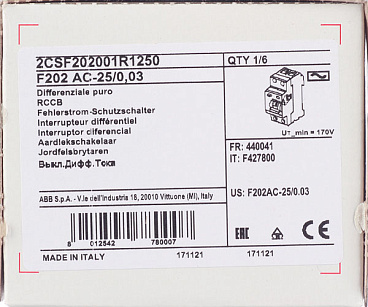 2CSF202001R1250
QTY 1/6
F202 AC-25/0,03
Differenziale puro
RCCB
Fehlerstrom-Schutzschalter
Interrupteur différentiel
Interruptor diferencial
Aardlekschakelaar
Jordfelsbrytaren
Выкл.Дифф.Тока
UT_min = 170V
FR: 440041
IT: F427800
ABB S.p.A. - V.le dell'Industria 18, 20010 Vittuone (MI), Italy
US: F202AC-25/0.03
8 012542 780007
EAC CE
MADE IN ITALY
171121
171121